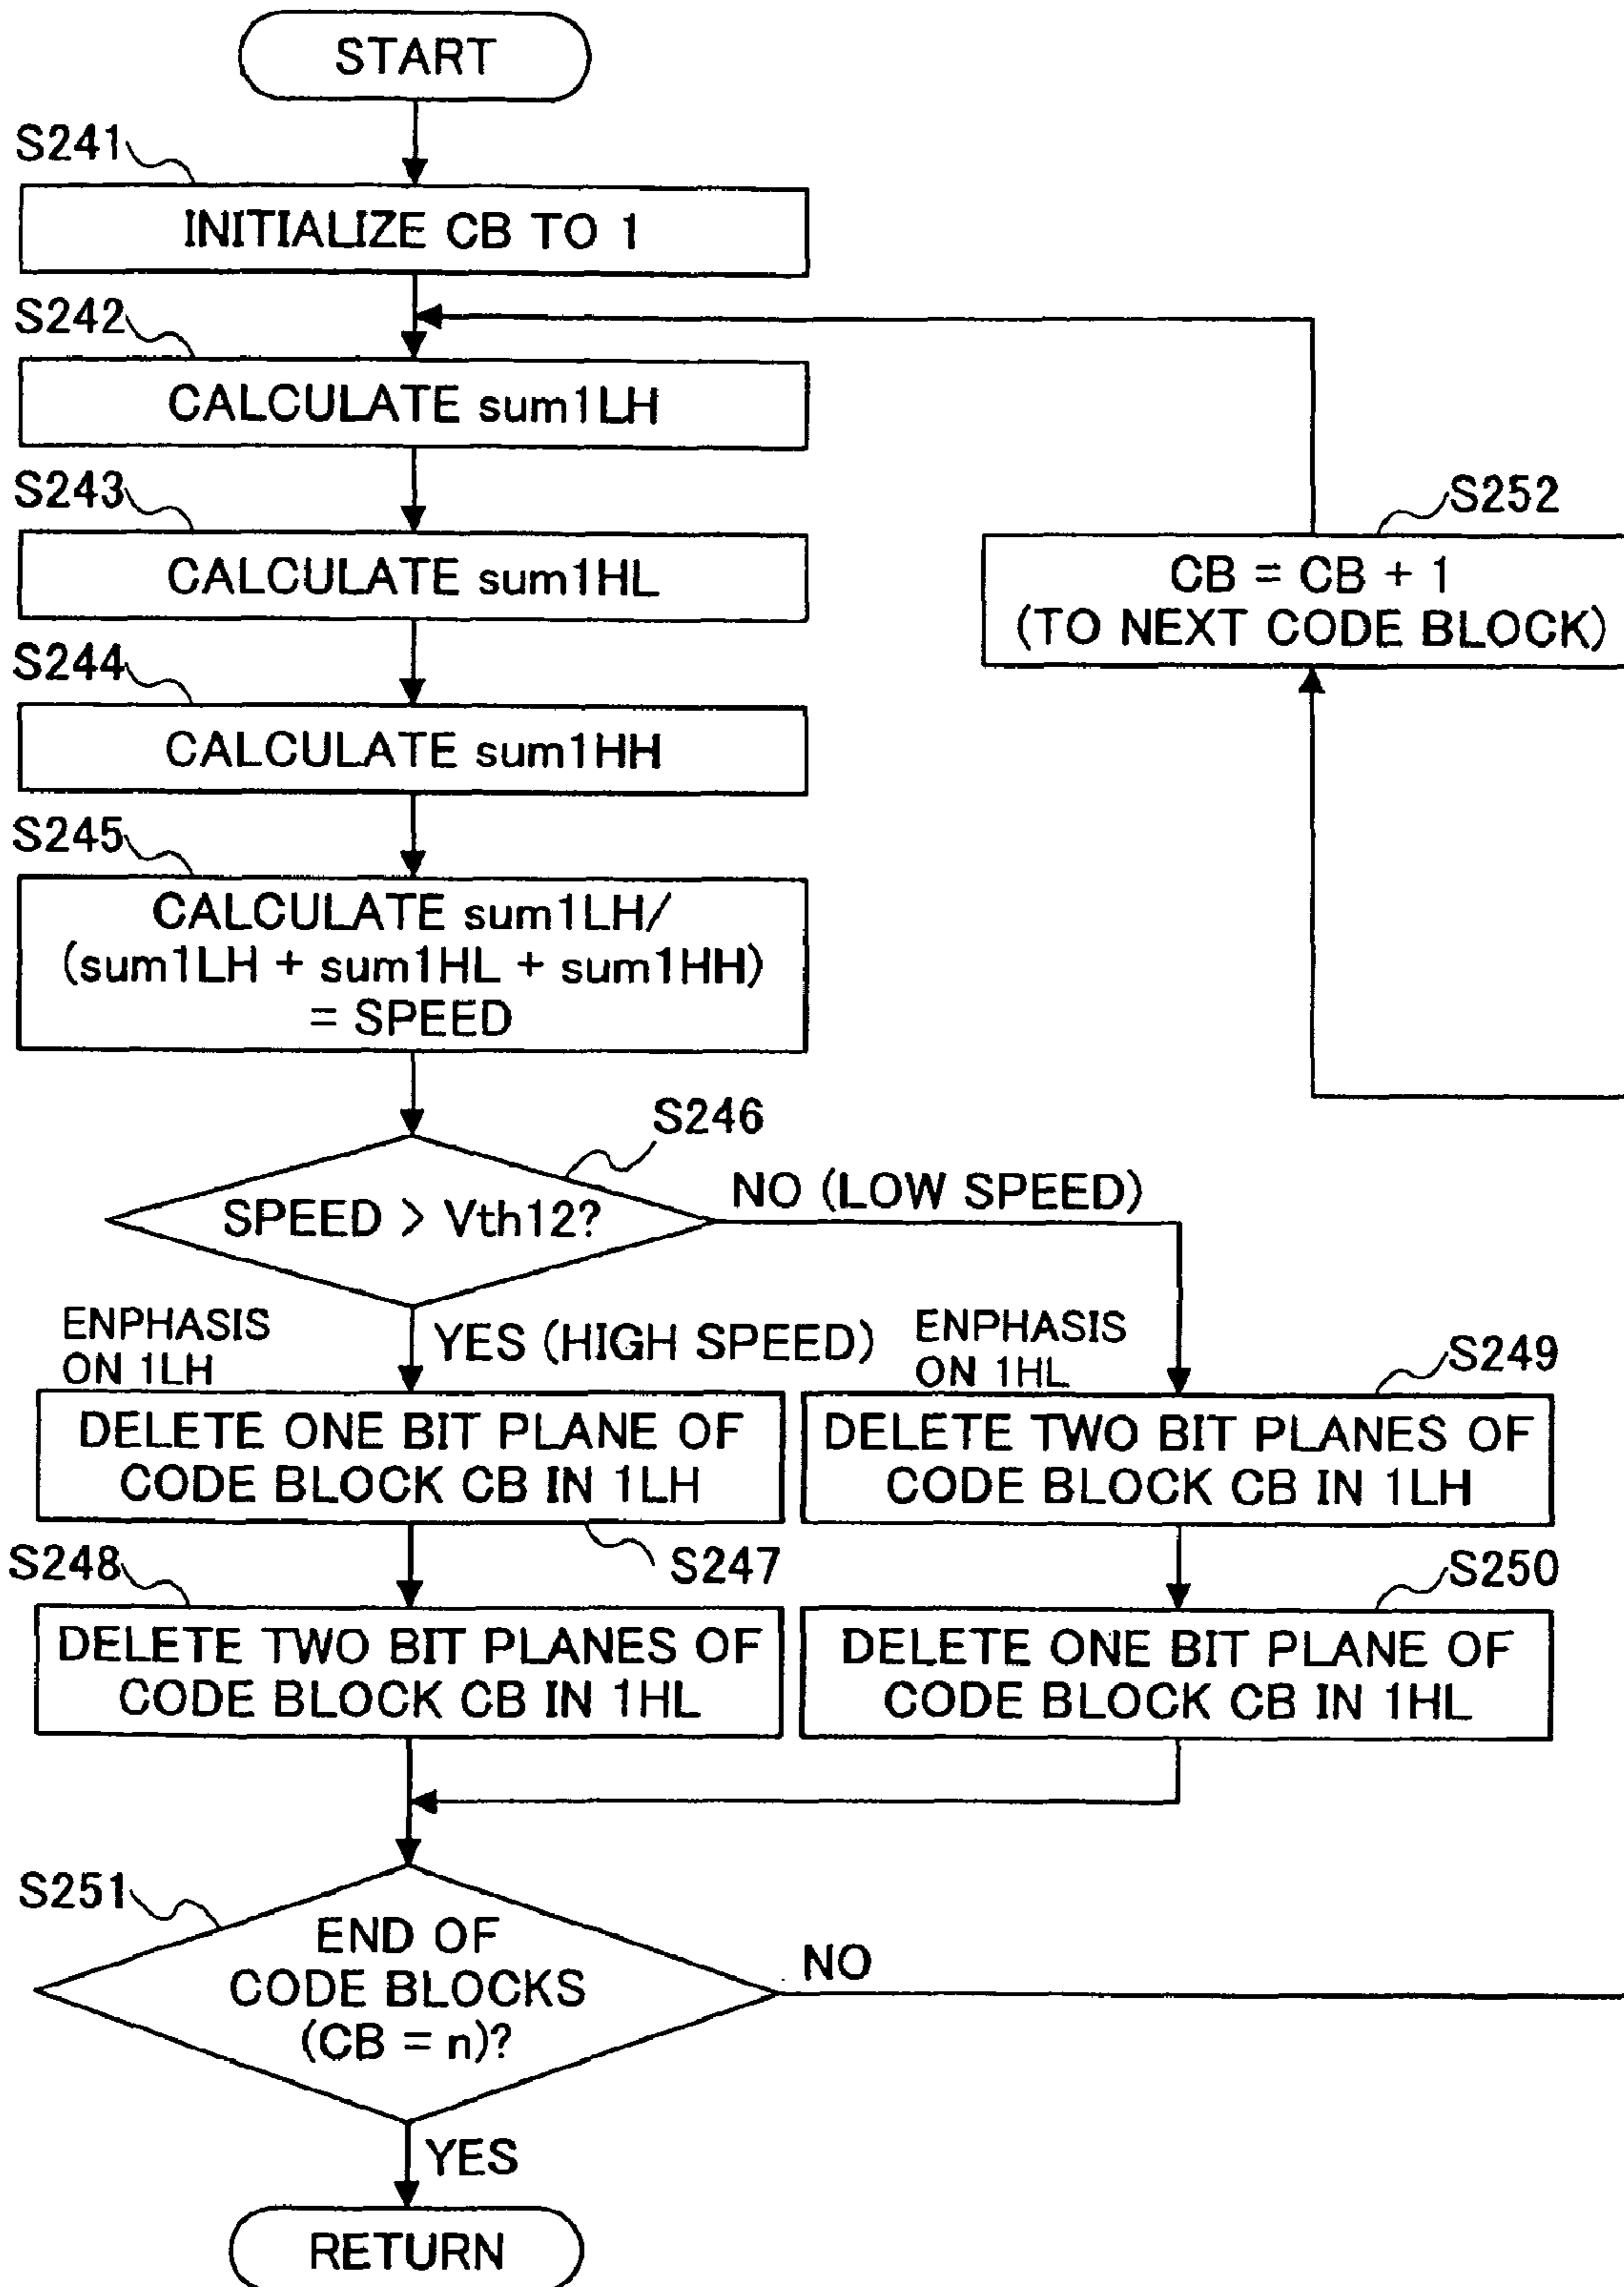 START
S241
INITIALIZE CB TO 1
S242
CALCULATE sum1LH
S243
CALCULATE sum1HL
S252
CB = CB + 1
(TO NEXT CODE BLOCK)
S244
CALCULATE sum1HH
S245
CALCULATE sum1LH/
(sum1LH + sum1HL + sum1HH)
= SPEED
S246
SPEED > Vth12?
NO (LOW SPEED)
ENPHASIS
ON 1LH
YES (HIGH SPEED)
ENPHASIS
ON 1HL
S249
DELETE ONE BIT PLANE OF
CODE BLOCK CB IN 1LH
S247
DELETE TWO BIT PLANES OF
CODE BLOCK CB IN 1LH
S248
DELETE TWO BIT PLANES OF
CODE BLOCK CB IN 1HL
S250
DELETE ONE BIT PLANE OF
CODE BLOCK CB IN 1HL
S251
END OF
CODE BLOCKS
(CB = n)?
NO
YES
RETURN